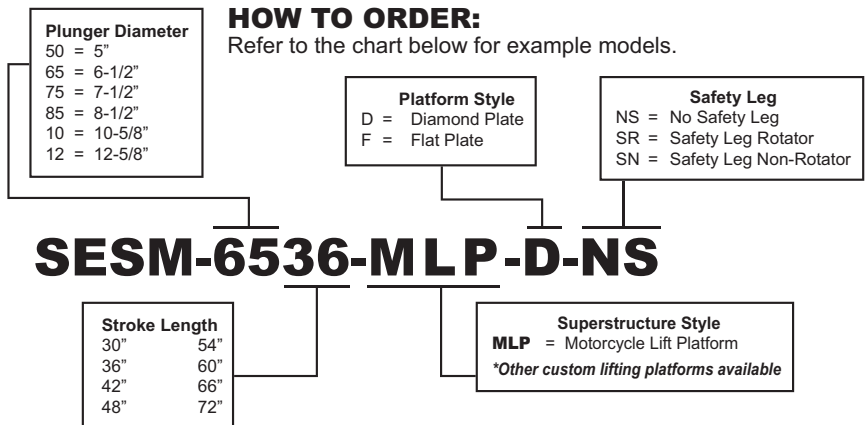 HOW TO ORDER:
Refer to the chart below for example models.
Plunger Diameter
50 = 5”
65 = 6-1/2”
75 = 7-1/2”
85 = 8-1/2”
10 = 10-5/8”
12 = 12-5/8”
Platform Style
D = Diamond Plate
F = Flat Plate
Safety Leg
NS = No Safety Leg
SR = Safety Leg Rotator
SN = Safety Leg Non-Rotator
SESM-6536-MLP-D-NS
Stroke Length
30” 54”
36” 60”
42” 66”
48” 72”
Superstructure Style
MLP = Motorcycle Lift Platform
*Other custom lifting platforms available